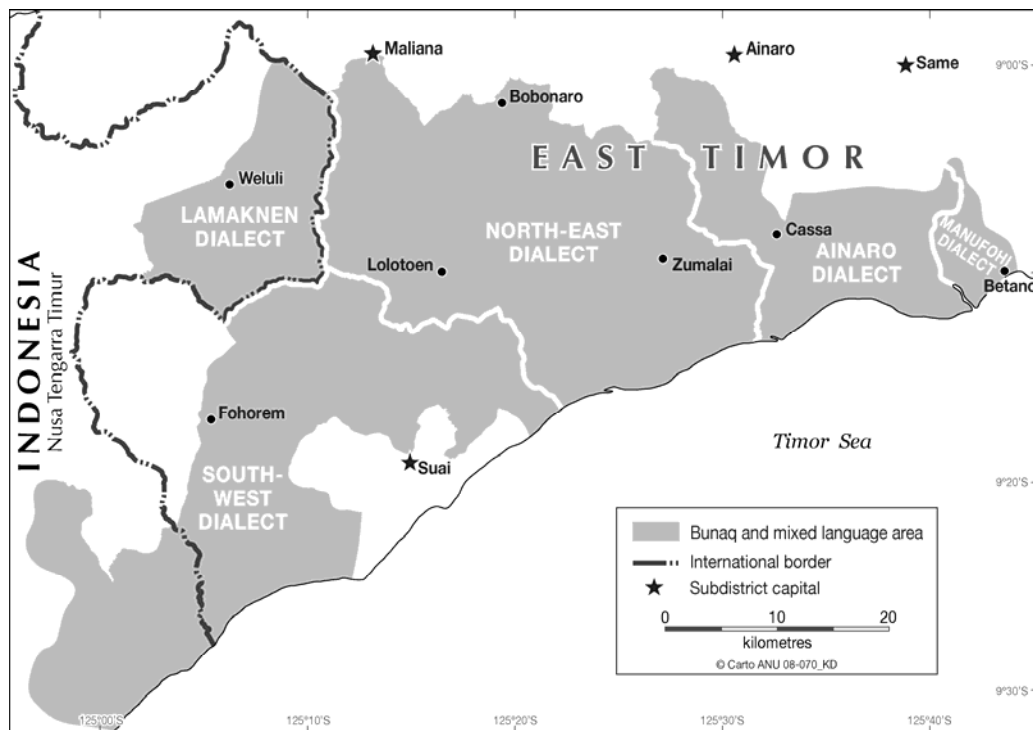 Maliana
Ainaro
Same
9°00'S
Bobonaro
EAST TIMOR
Weluli
LAMAKNEN
DIALECT
NORTH-EAST
DIALECT
Cassa
AINARO
DIALECT
MANUFOHI
DIALECT
Betano
Lolotoen
Zumalai
INDONESIA
Nusa Tengarra Timur
Fohorem
Suai
Timor Sea
SOUTH-
WEST
DIALECT
9°20'S
Bunaq and mixed language area
International border
Subdistrict capital
0 10 20
kilometres
© Carto ANU 08-070_KD
9°30'S
125°00'S 125°10'S 125°20'S 125°30'S 125°40'S